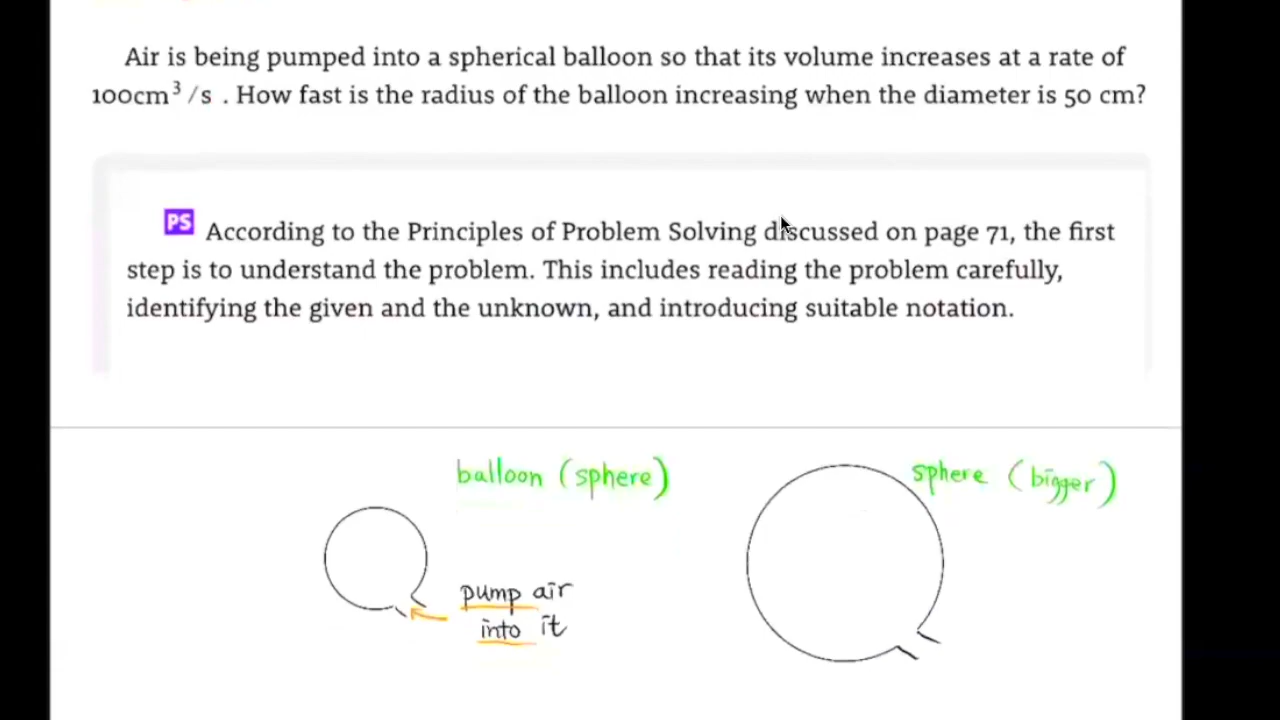 Air is being pumped into a spherical balloon so that its volume increases at a rate of
100cm³ /s . How fast is the radius of the balloon increasing when the diameter is 50 cm?
PS According to the Principles of Problem Solving discussed on page 71, the first
step is to understand the problem. This includes reading the problem carefully,
identifying the given and the unknown, and introducing suitable notation.
balloon (sphere)
sphere (bigger)
pump air
into it